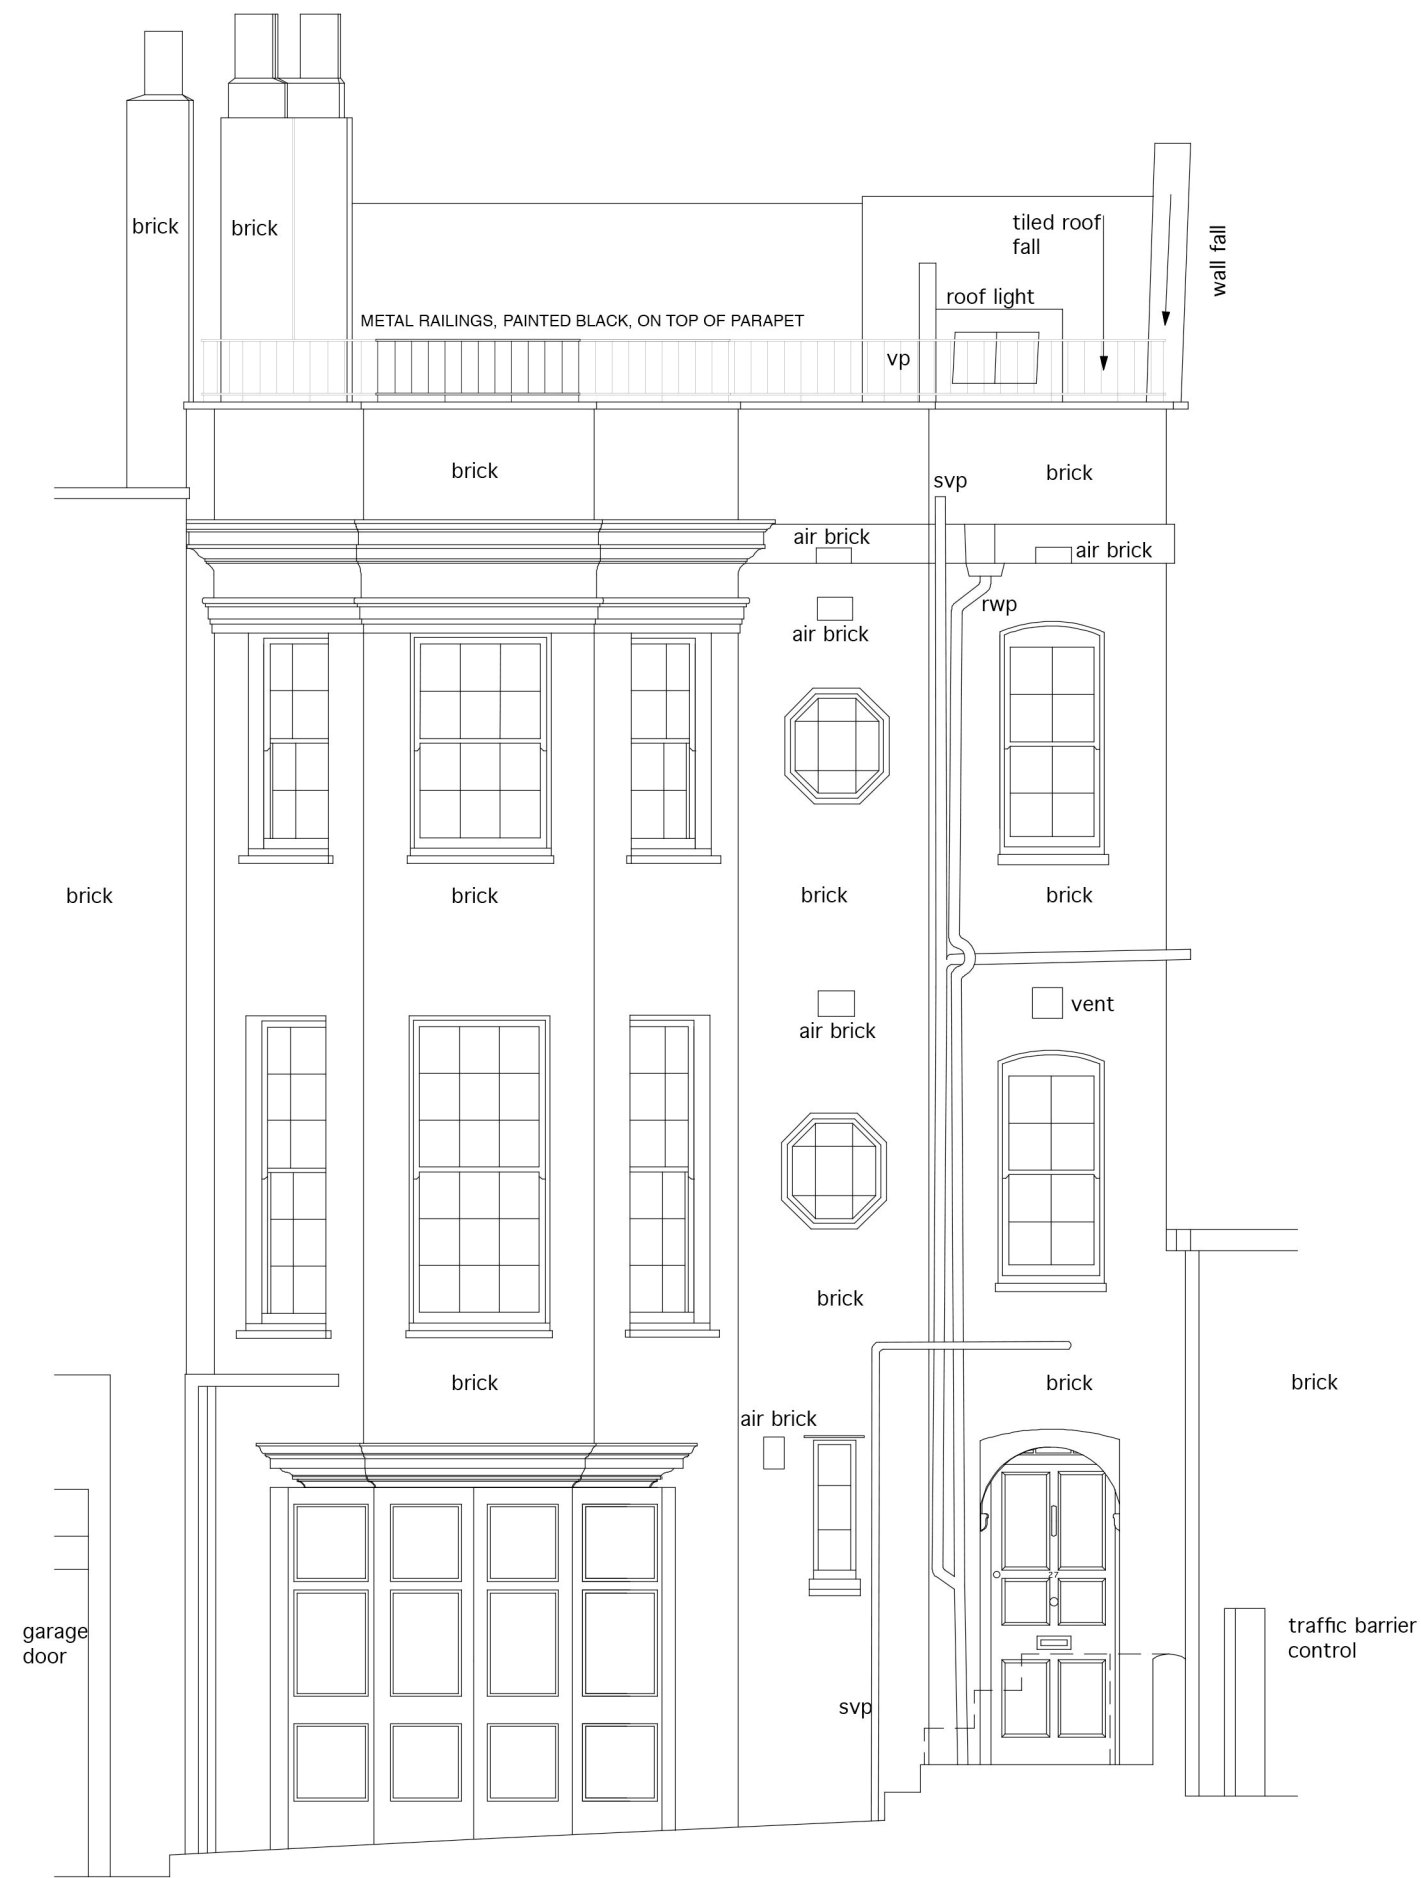 brick
brick
tiled roof
fall
wall fall
roof light
METAL RAILINGS, PAINTED BLACK, ON TOP OF PARAPET
vp
brick
brick
svp
air brick
air brick
rwp
air brick
brick
brick
brick
brick
vent
air brick
brick
brick
brick
brick
air brick
27
garage
door
traffic barrier
control
svp